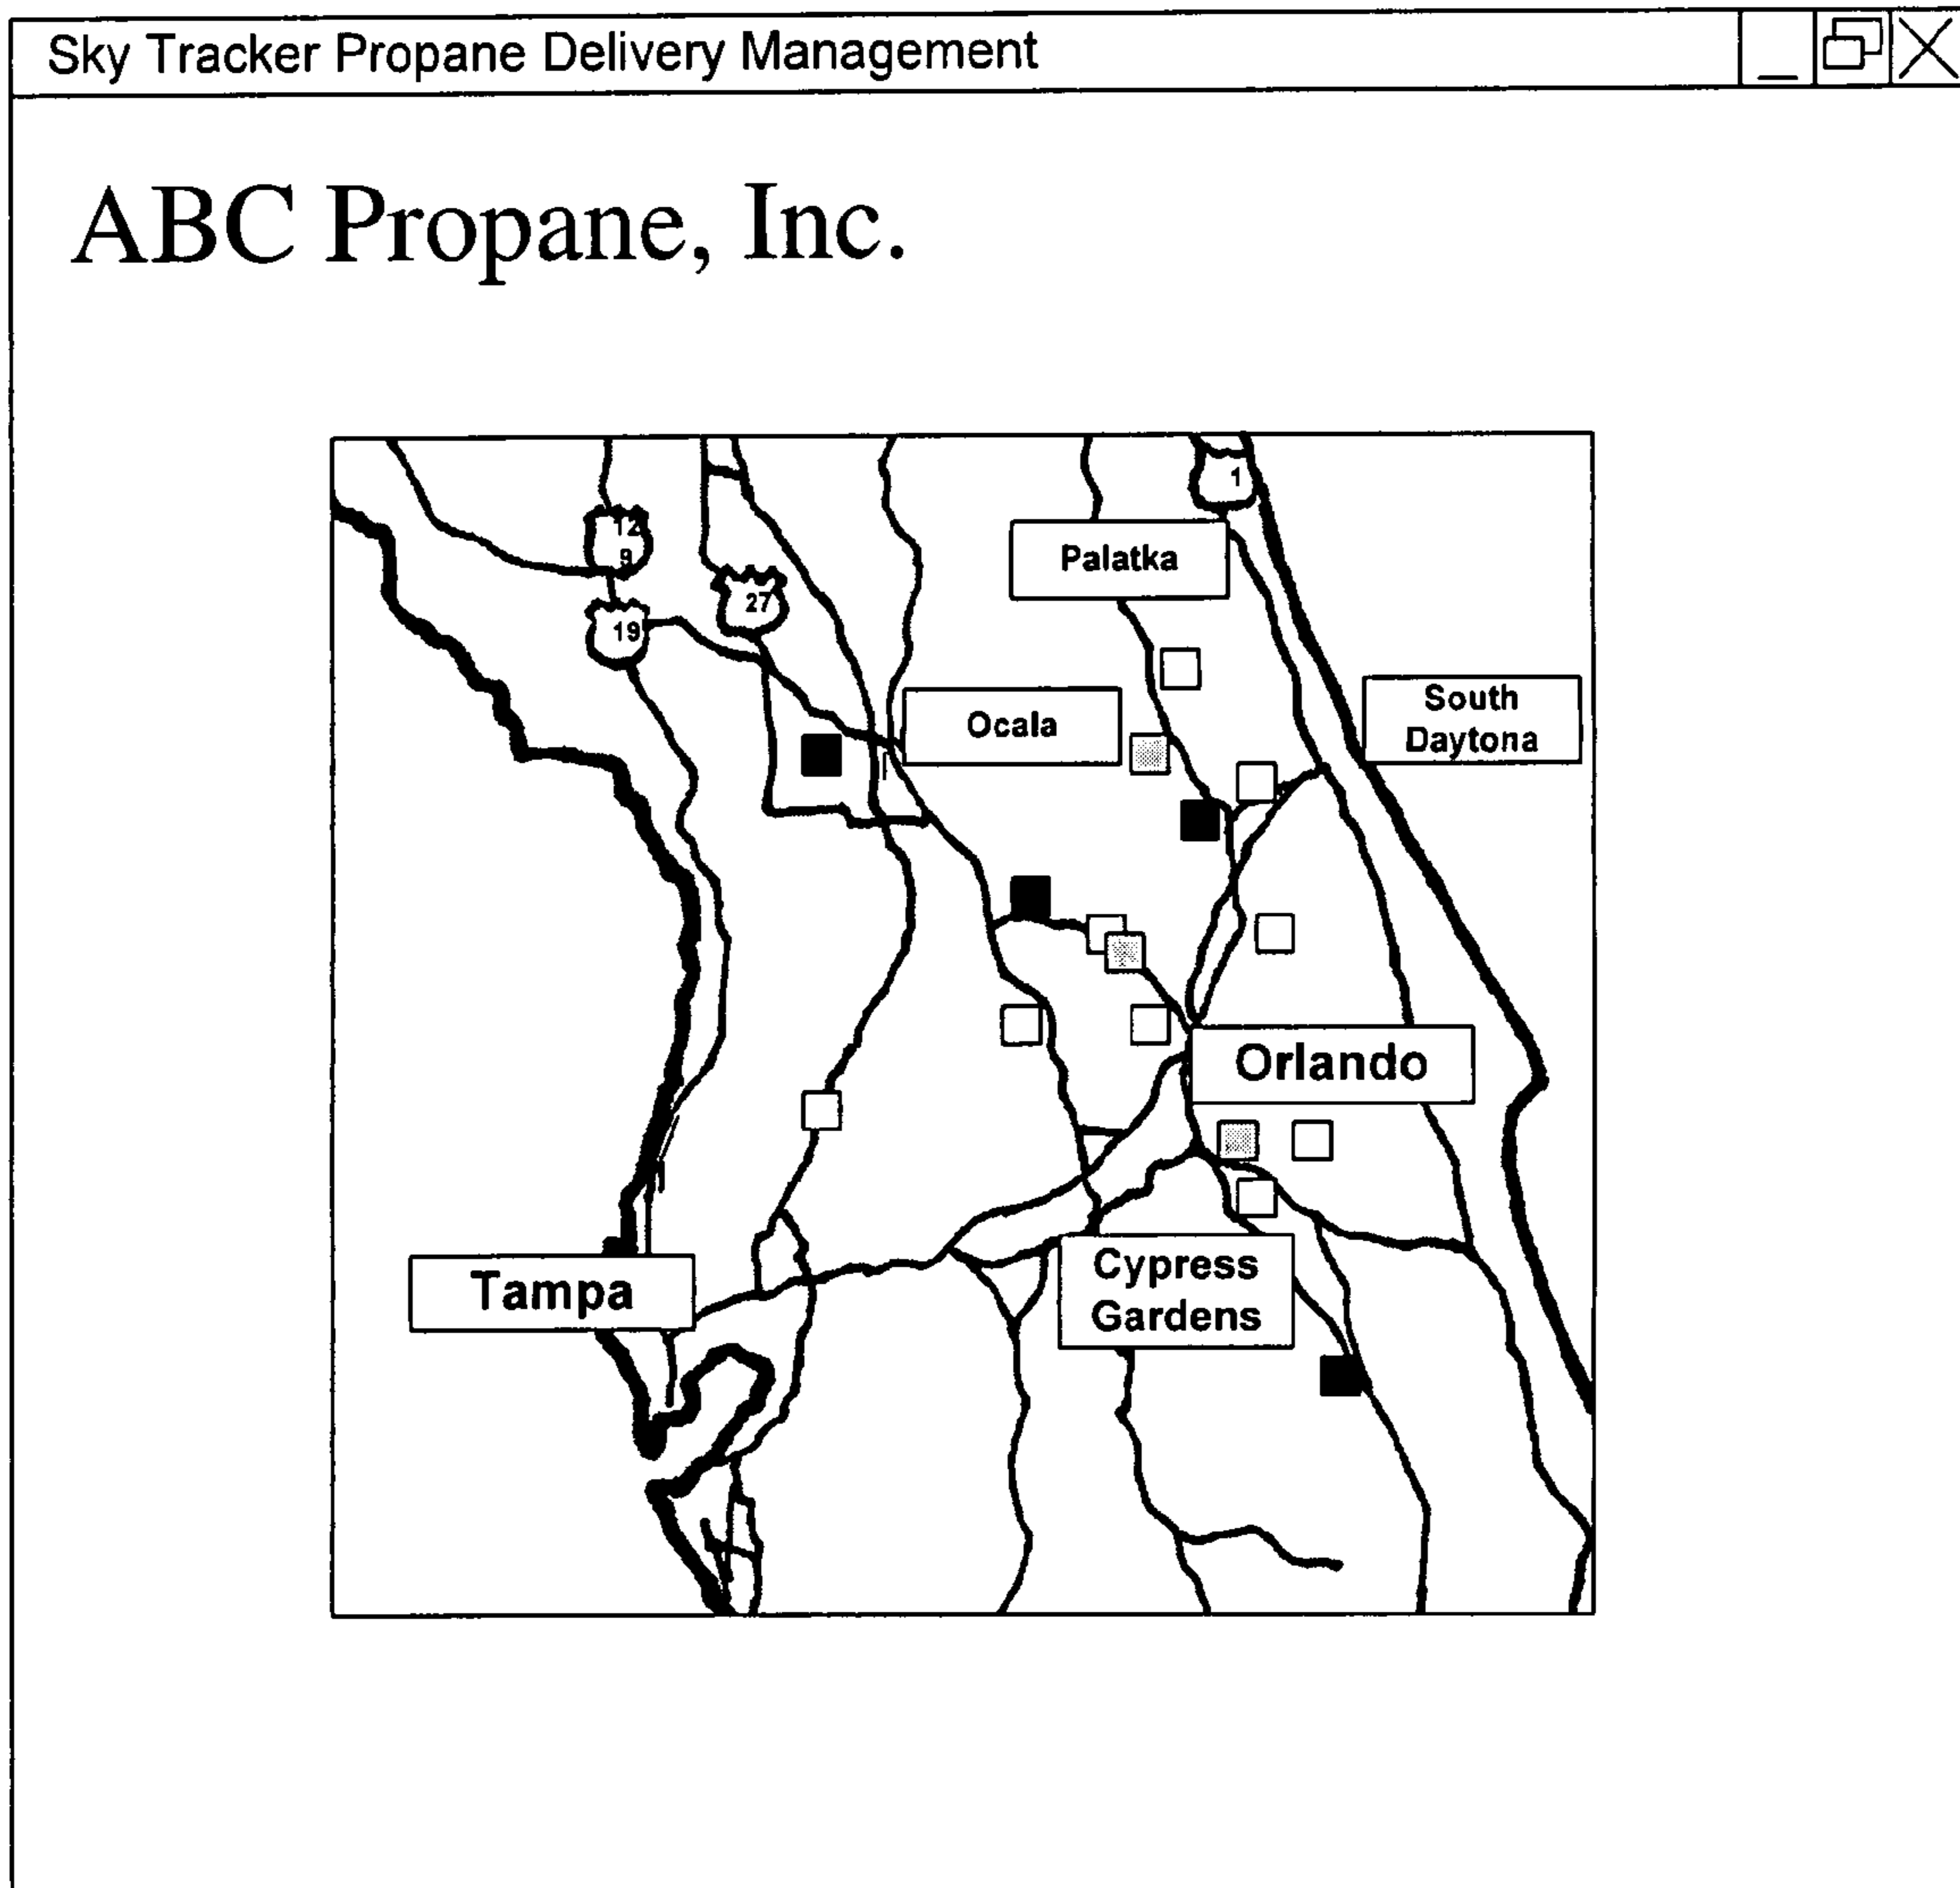 Sky Tracker Propane Delivery Management
ABC Propane, Inc.
1
12
9
Palatka
27
19
South
Daytona
Ocala
Orlando
Cypress
Gardens
Tampa